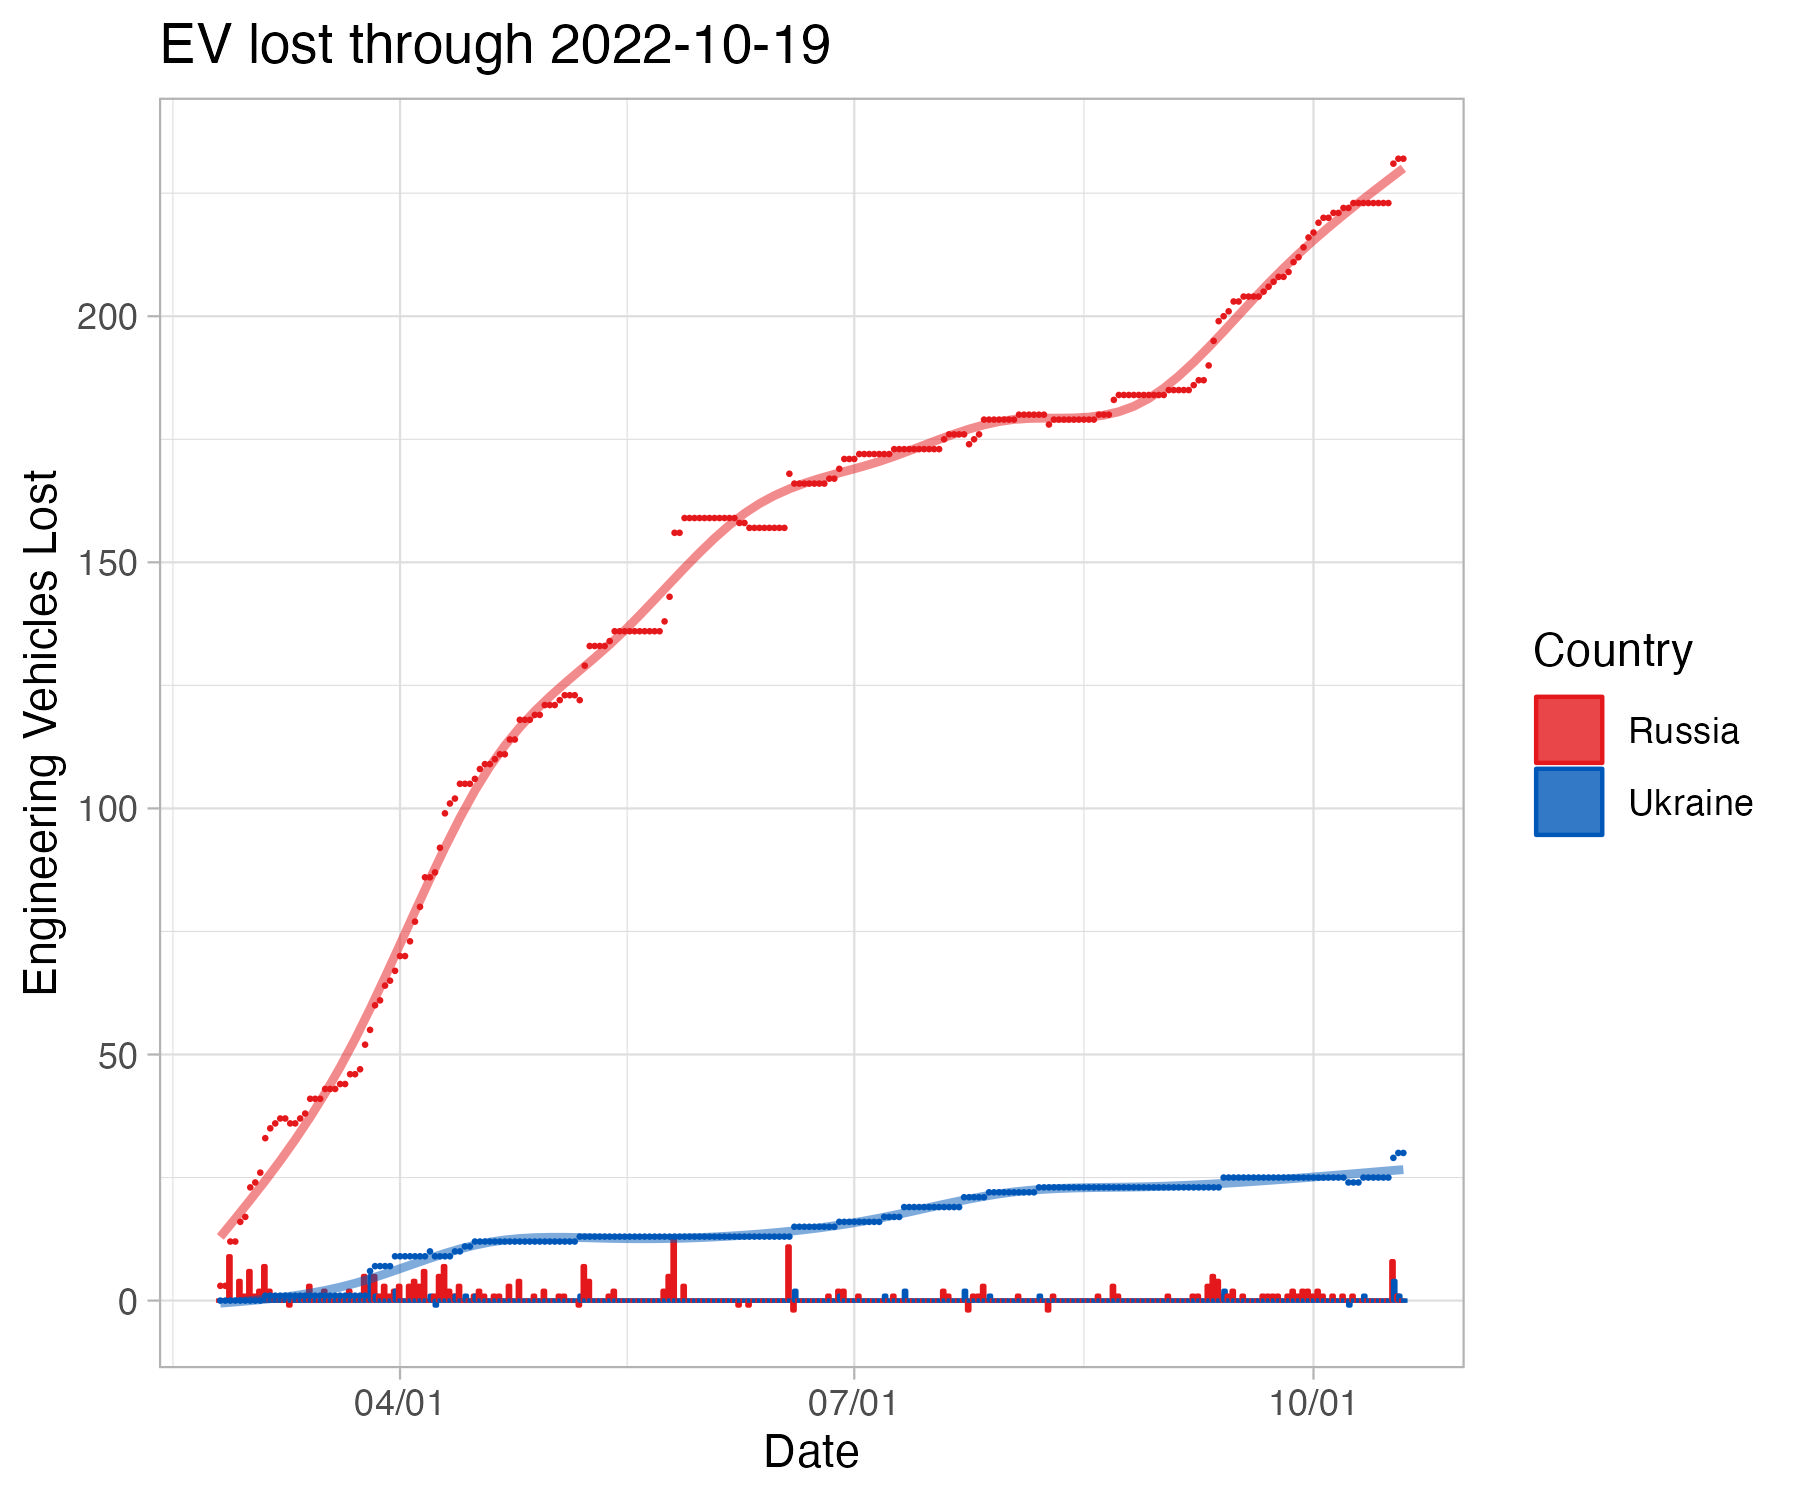 EV lost through 2022-10-19
Engineering Vehicles Lost
200
150
100
50
0
04/01
07/01
10/01
Date
Country
Russia
Ukraine